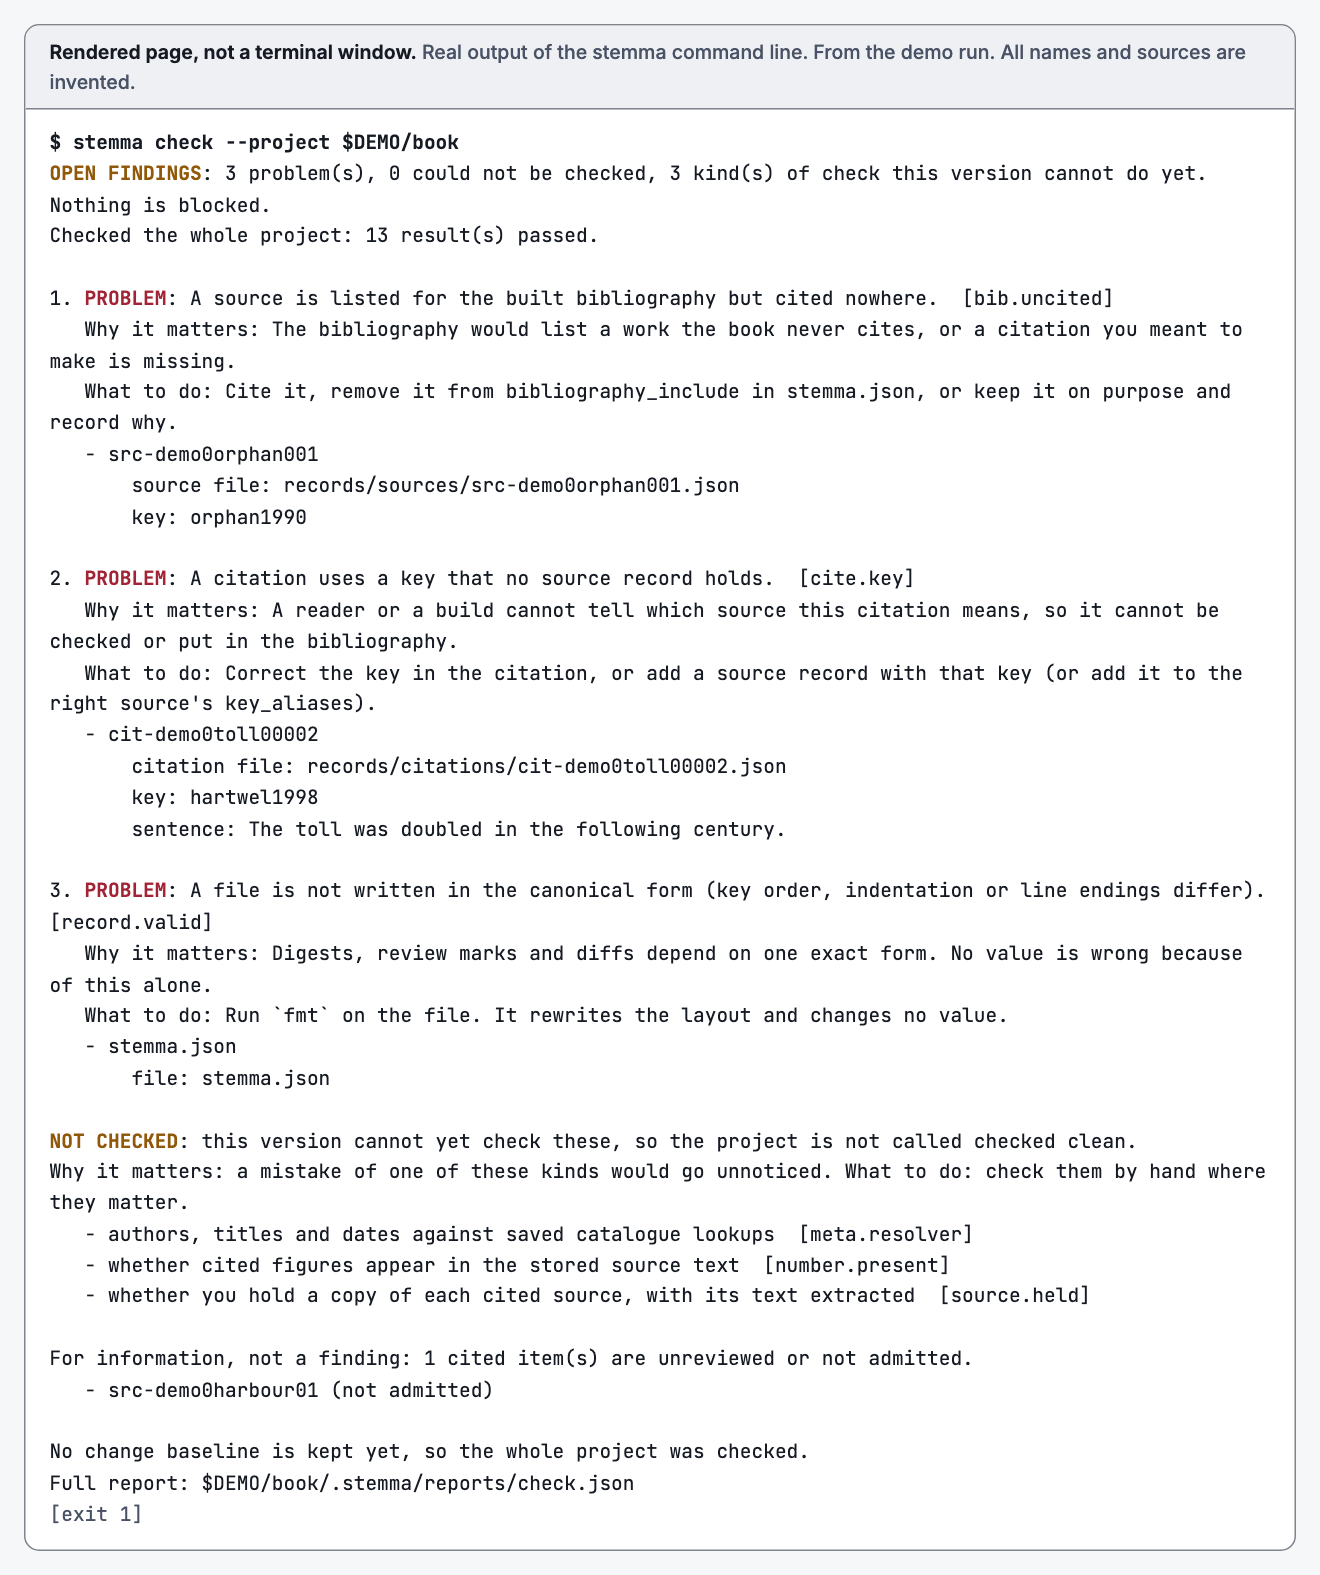 Rendered page, not a terminal window. Real output of the stemma command line. From the demo run. All names and sources are
invented.
$ stemma check --project $DEMO/book
OPEN FINDINGS: 3 problem(s), 0 could not be checked, 3 kind(s) of check this version cannot do yet.
Nothing is blocked.
Checked the whole project: 13 result(s) passed.
1. PROBLEM: A source is listed for the built bibliography but cited nowhere.  [bib.uncited]
   Why it matters: The bibliography would list a work the book never cites, or a citation you meant to
make is missing.
   What to do: Cite it, remove it from bibliography_include in stemma.json, or keep it on purpose and
record why.
   - src-demo0orphan001
       source file: records/sources/src-demo0orphan001.json
       key: orphan1990
2. PROBLEM: A citation uses a key that no source record holds.  [cite.key]
   Why it matters: A reader or a build cannot tell which source this citation means, so it cannot be
checked or put in the bibliography.
   What to do: Correct the key in the citation, or add a source record with that key (or add it to the
right source's key_aliases).
   - cit-demo0toll00002
       citation file: records/citations/cit-demo0toll00002.json
       key: hartwel1998
       sentence: The toll was doubled in the following century.
3. PROBLEM: A file is not written in the canonical form (key order, indentation or line endings differ).
[record.valid]
   Why it matters: Digests, review marks and diffs depend on one exact form. No value is wrong because
of this alone.
   What to do: Run `fmt` on the file. It rewrites the layout and changes no value.
   - stemma.json
       file: stemma.json
NOT CHECKED: this version cannot yet check these, so the project is not called checked clean.
Why it matters: a mistake of one of these kinds would go unnoticed. What to do: check them by hand where
they matter.
   - authors, titles and dates against saved catalogue lookups  [meta.resolver]
   - whether cited figures appear in the stored source text  [number.present]
   - whether you hold a copy of each cited source, with its text extracted  [source.held]
For information, not a finding: 1 cited item(s) are unreviewed or not admitted.
   - src-demo0harbour01 (not admitted)
No change baseline is kept yet, so the whole project was checked.
Full report: $DEMO/book/.stemma/reports/check.json
[exit 1]